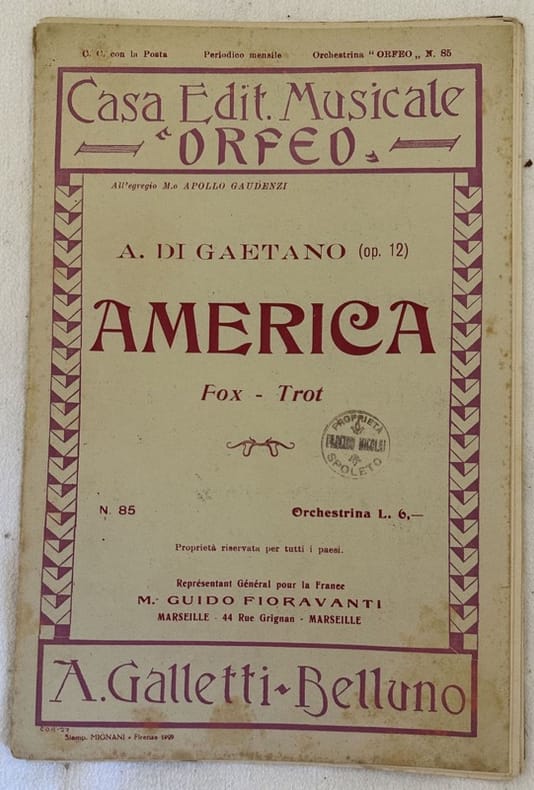 C. C. con la Posta Periodico mensile Orchestrina "ORFEO„ N. 85
Casa Edit. Musicale
"ORFEO„
All'egregio M.o APOLLO GAUDENZI
A. DI GAETANO (op. 12)
AMERICA
Fox - Trot
PROPRIETÀ
SPOLETO
N. 85 Orchestrina L. 6,—
Proprietà riservata per tutti i paesi.
Représentant Général pour la France
M.º GUIDO FIORAVANTI
MARSEILLE - 44 Rue Grignan - MARSEILLE
A. Galletti - Belluno
Stamp. MIGNANI - Firenze 1929